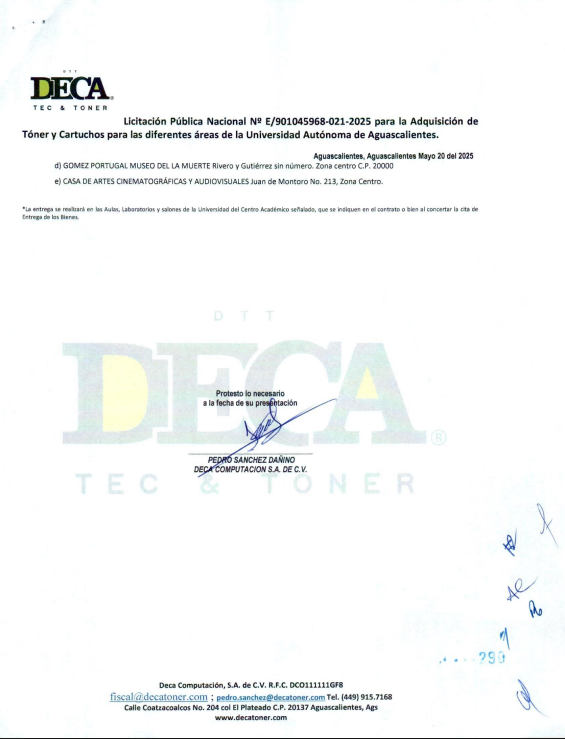 DTT
DECA
TEC & TONER
Licitación Pública Nacional Nº E/901045968-021-2025 para la Adquisición de
Tóner y Cartuchos para las diferentes áreas de la Universidad Autónoma de Aguascalientes.
Aguascalientes, Aguascalientes Mayo 20 del 2025
d) GOMEZ PORTUGAL MUSEO DEL LA MUERTE Rivero y Gutiérrez sin número. Zona centro C.P. 20000
e) CASA DE ARTES CINEMATOGRÁFICAS Y AUDIOVISUALES Juan de Montoro No. 213, Zona Centro.
*La entrega se realizará en las Aulas, Laboratorios y salones de la Universidad del Centro Académico señalado, que se indiquen en el contrato o bien al concertar la cita de
Entrega de los Bienes.
DTT
DECA®
TEC & TONER
Protesto lo necesario
a la fecha de su presentación
PEDRO SANCHEZ DAÑINO
DECA COMPUTACION S.A. DE C.V.
299
Deca Computación, S.A. de C.V. R.F.C. DCO111111GF8
fiscal@decatoner.com ; pedro.sanchez@decatoner.com Tel. (449) 915.7168
Calle Coatzacoalcos No. 204 col El Plateado C.P. 20137 Aguascalientes, Ags
www.decatoner.com